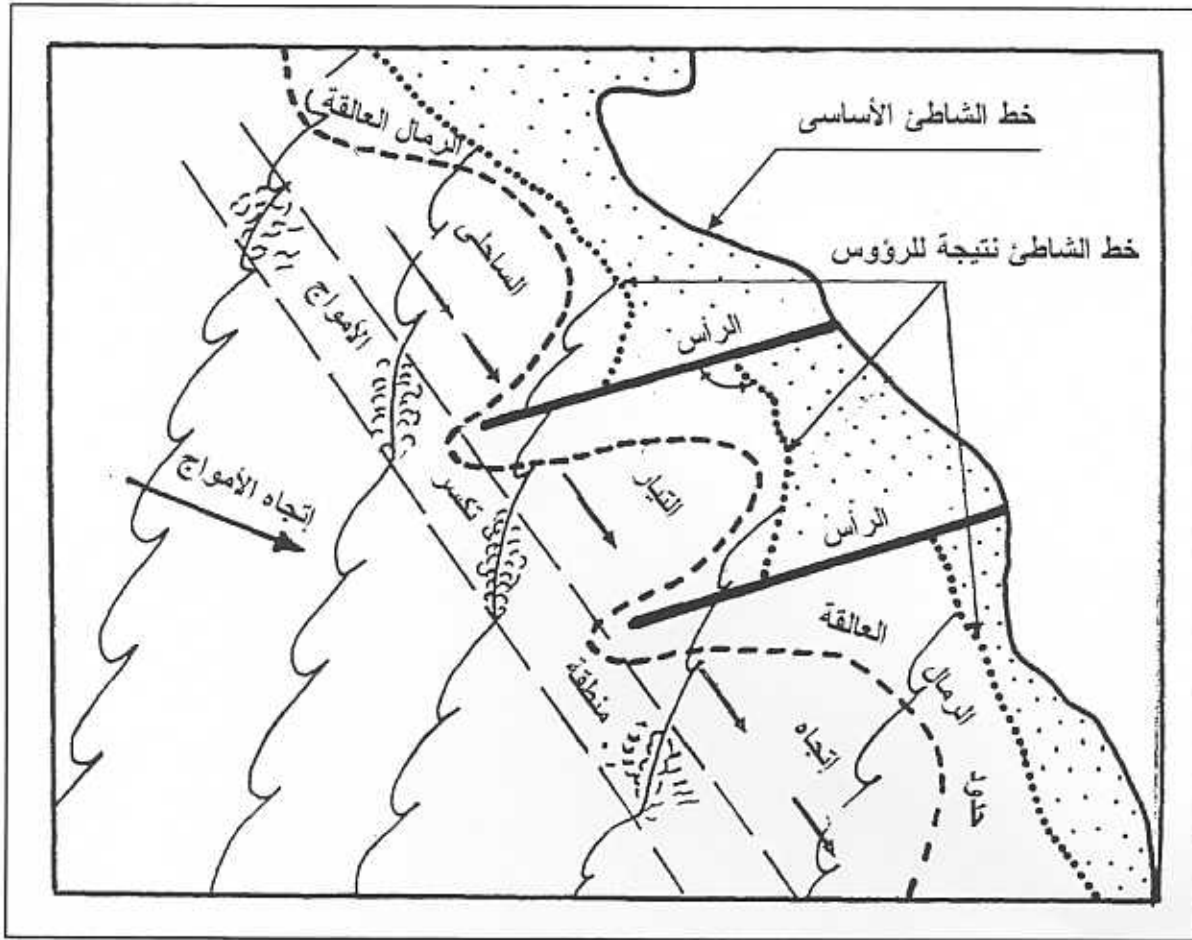 خط الشاطئ الأساسى
خط الشاطئ نتيجة للرؤوس
الرمال العالقة
الساحلى
الأمواج
الرأس
إتجاه الأمواج
تكسر
التيار
الرأس
العالقة
منطقة
الرمال
إتجاه